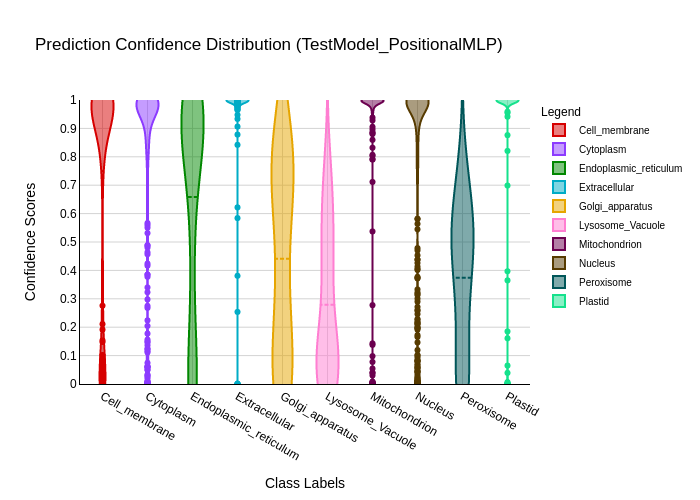 Prediction Confidence Distribution (TestModel_PositionalMLP)
Legend
Cell_membrane
Cytoplasm
Endoplasmic_reticulum
Extracellular
Golgi_apparatus
Lysosome_Vacuole
Mitochondrion
Nucleus
Peroxisome
Plastid
Confidence Scores
1
0.9
0.8
0.7
0.6
0.5
0.4
0.3
0.2
0.1
0
Cell_membrane
Cytoplasm
Endoplasmic_reticulum
Extracellular
Golgi_apparatus
Lysosome_Vacuole
Mitochondrion
Nucleus
Peroxisome
Plastid
Class Labels